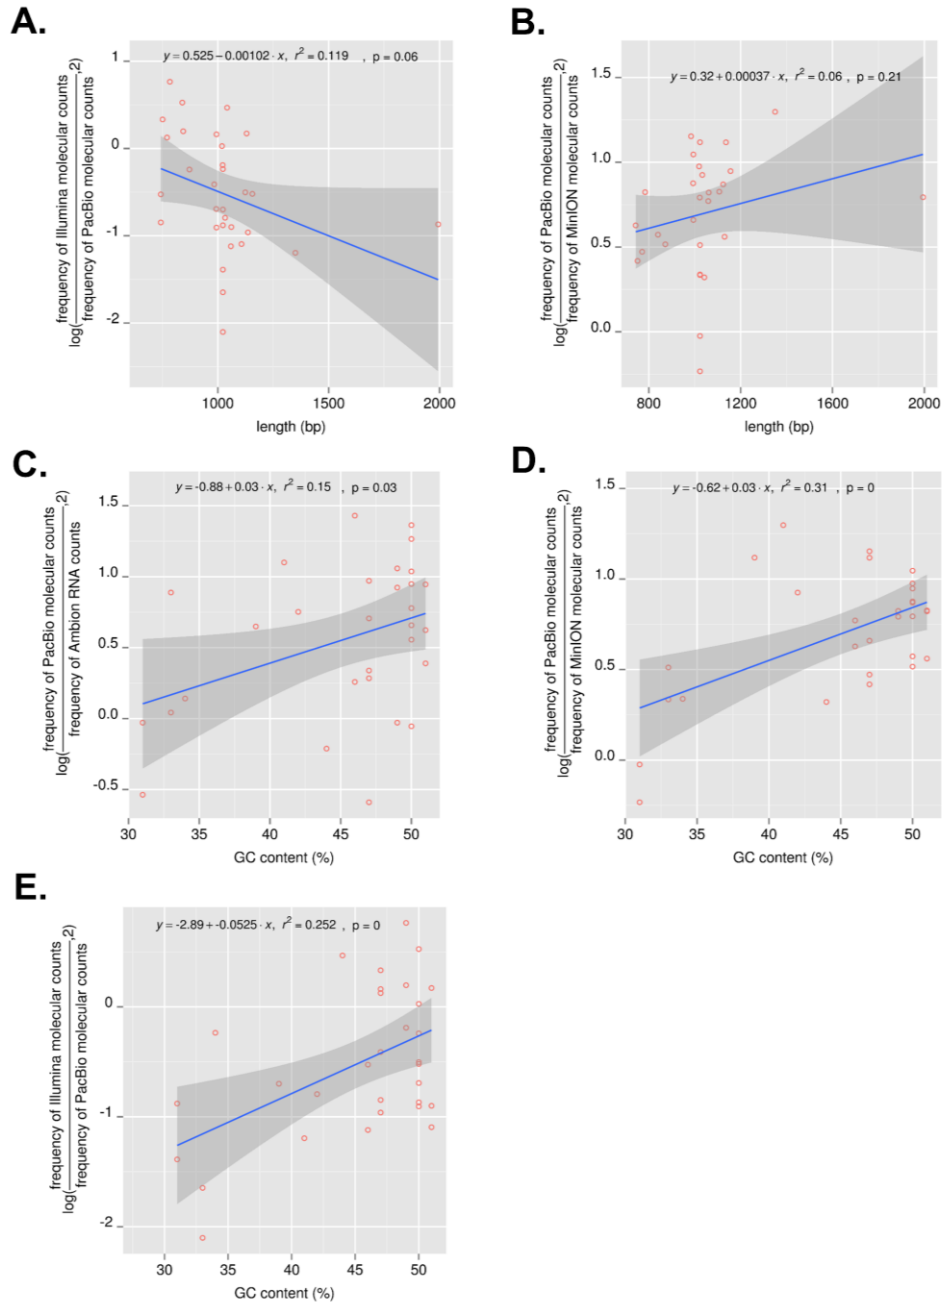 A.
y = 0.525 − 0.00102 · x, r² = 0.119 , p = 0.06
log(frequency of Illumina molecular counts
frequency of PacBio molecular counts,2)
1
0
-1
-2
1000 1500 2000
length (bp)
B.
y = 0.32 + 0.00037 · x, r² = 0.06 , p = 0.21
log(frequency of PacBio molecular counts
frequency of MinION molecular counts,2)
1.5
1.0
0.5
0.0
800 1200 1600 2000
length (bp)
C.
y = -0.88 + 0.03 · x, r² = 0.15 , p = 0.03
log(frequency of PacBio molecular counts
frequency of Ambion RNA counts,2)
1.5
1.0
0.5
0.0
-0.5
30 35 40 45 50
GC content (%)
D.
y = -0.62 + 0.03 · x, r² = 0.31 , p = 0
log(frequency of PacBio molecular counts
frequency of MinION molecular counts,2)
1.5
1.0
0.5
0.0
30 35 40 45 50
GC content (%)
E.
y = -2.89 + -0.0525 · x, r² = 0.252 , p = 0
log(frequency of Illumina molecular counts
frequency of PacBio molecular counts,2)
0
-1
-2
30 35 40 45 50
GC content (%)